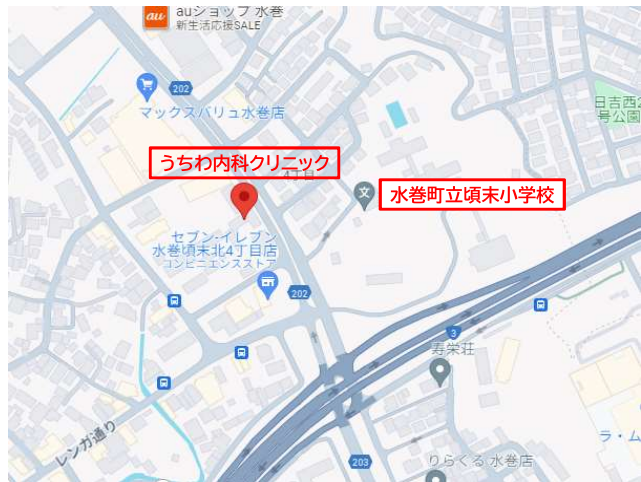 au
auショップ 水巻
新生活応援SALE
202
マックスバリュ水巻店
日吉西2
号公園
うちわ内科クリニック
4丁目
文
水巻町立頃末小学校
セブン-イレブン
水巻頃末北4丁目店
コンビニエンスストア
202
3
寿栄荘
レンガ通り
203
りらくる 水巻店
ラ・ム